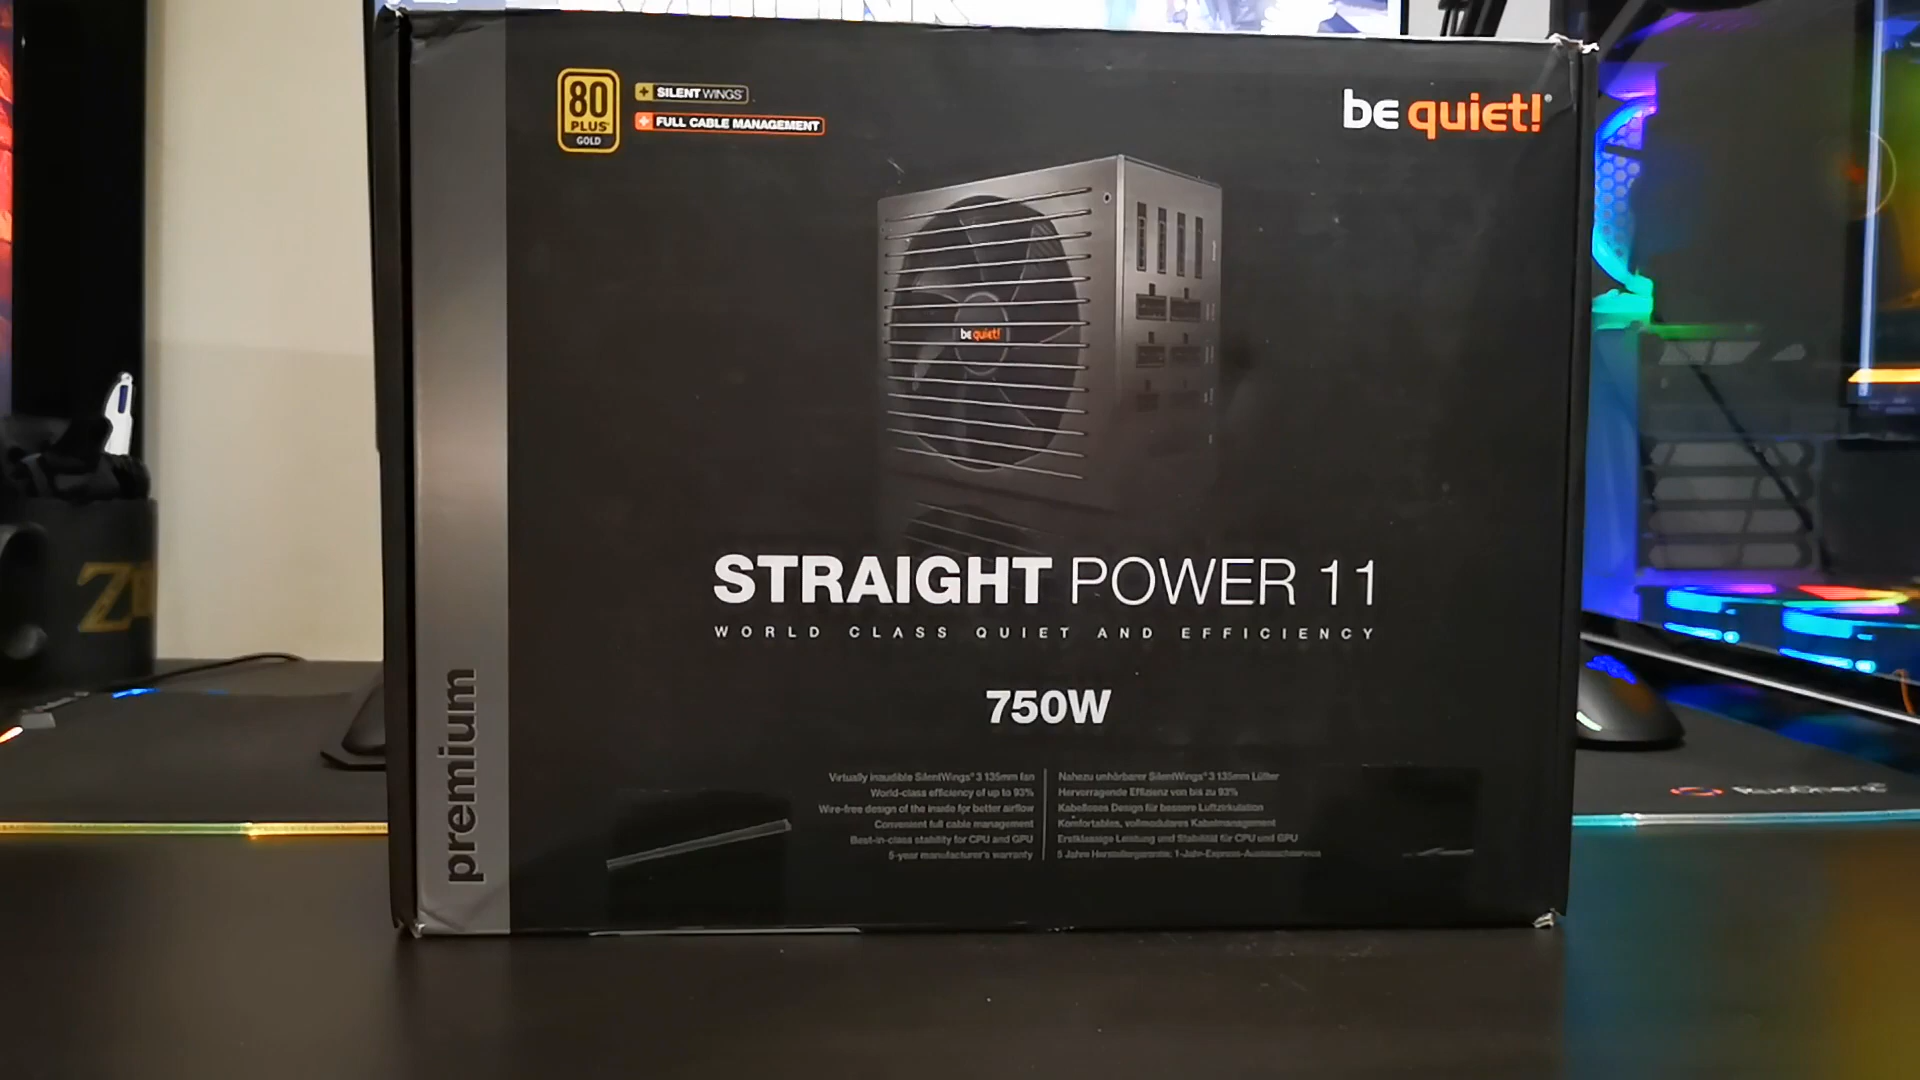 80
PLUS
GOLD
SILENT WINGS
FULL CABLE MANAGEMENT
be quiet!®
be quiet!
STRAIGHT POWER 11
WORLD CLASS QUIET AND EFFICIENCY
750W
premium
Virtually inaudible SilentWings® 3 135mm fan
World-class efficiency of up to 93%
Wire-free design of the inside for better airflow
Convenient full cable management
Best-in-class stability for CPU and GPU
5-year manufacturer's warranty
Nahezu unhörbarer SilentWings® 3 135mm Lüfter
Hervorragende Effizienz von bis zu 93%
Kabelloses Design für bessere Luftzirkulation
Komfortables, vollmodulares Kabelmanagement
Erstklassige Leistung und Stabilität für CPU und GPU
5 Jahre Herstellergarantie; 1-Jahr-Express-Austauschservice